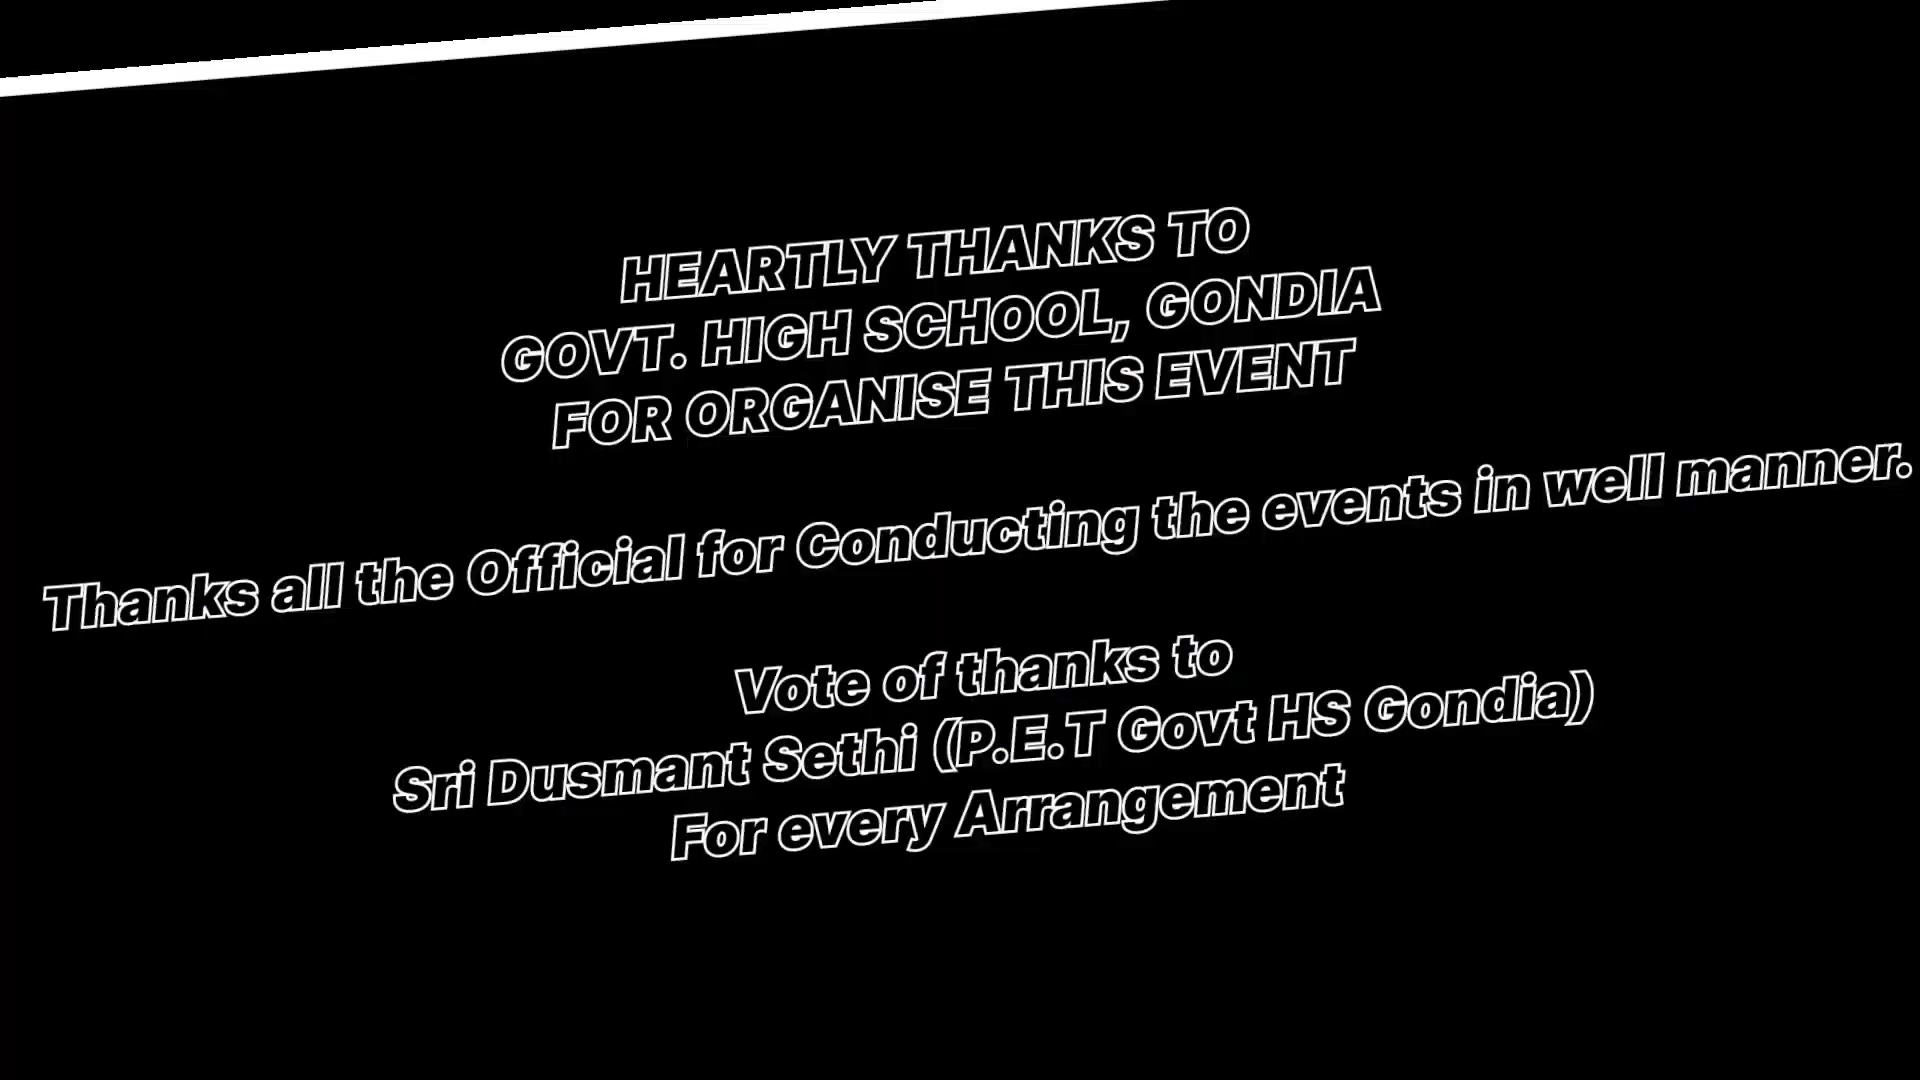 HEARTLY THANKS TO
GOVT. HIGH SCHOOL, GONDIA
FOR ORGANISE THIS EVENT
Thanks all the Official for Conducting the events in well manner.
Vote of thanks to
Sri Dusmant Sethi (P.E.T Govt HS Gondia)
For every Arrangement